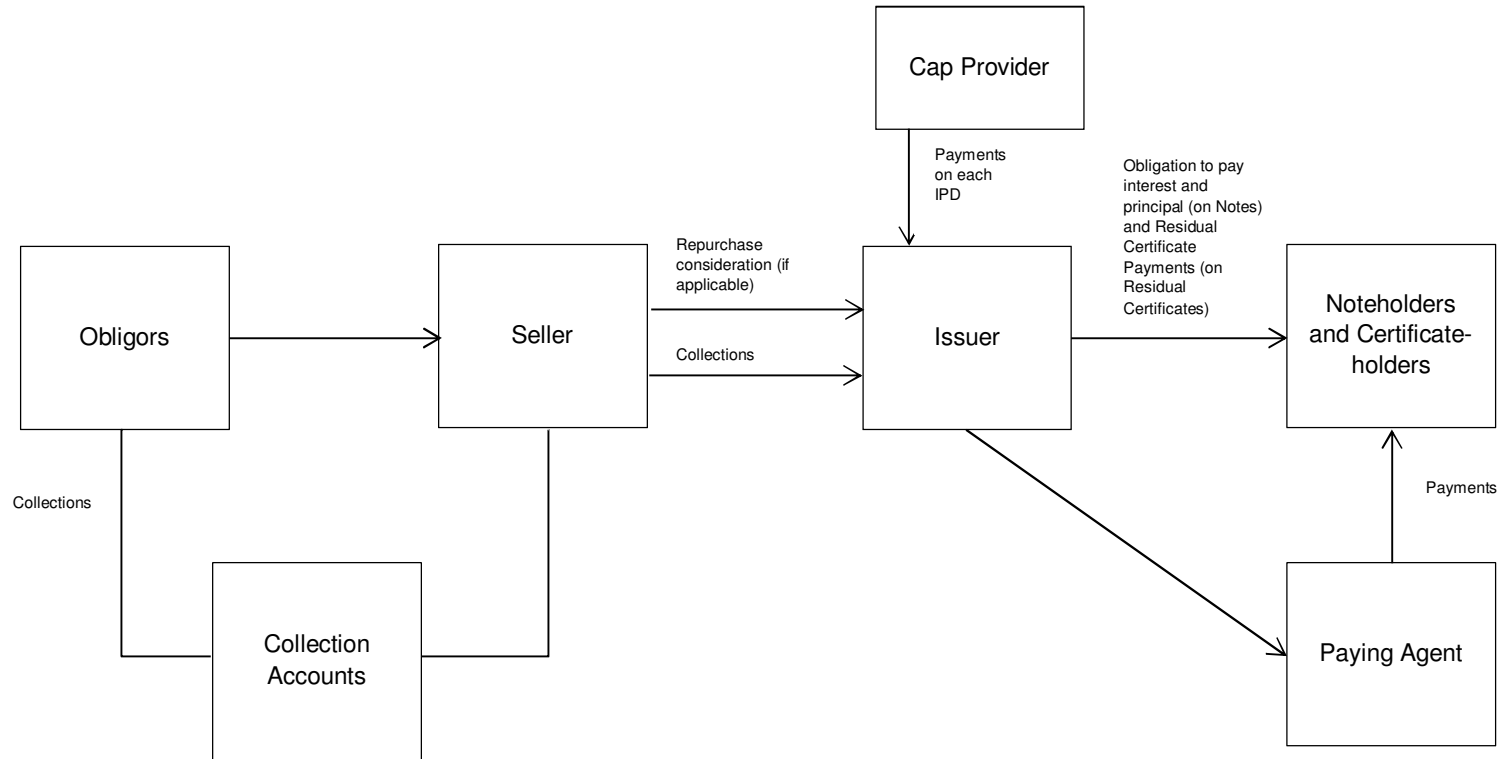 Cap Provider
Payments
on each
IPD
Obligation to pay
interest and
principal (on Notes)
and Residual
Certificate
Payments (on
Residual
Certificates)
Repurchase
consideration (if
applicable)
Obligors
Seller
Collections
Issuer
Noteholders
and Certificate-
holders
Collections
Payments
Collection
Accounts
Paying Agent